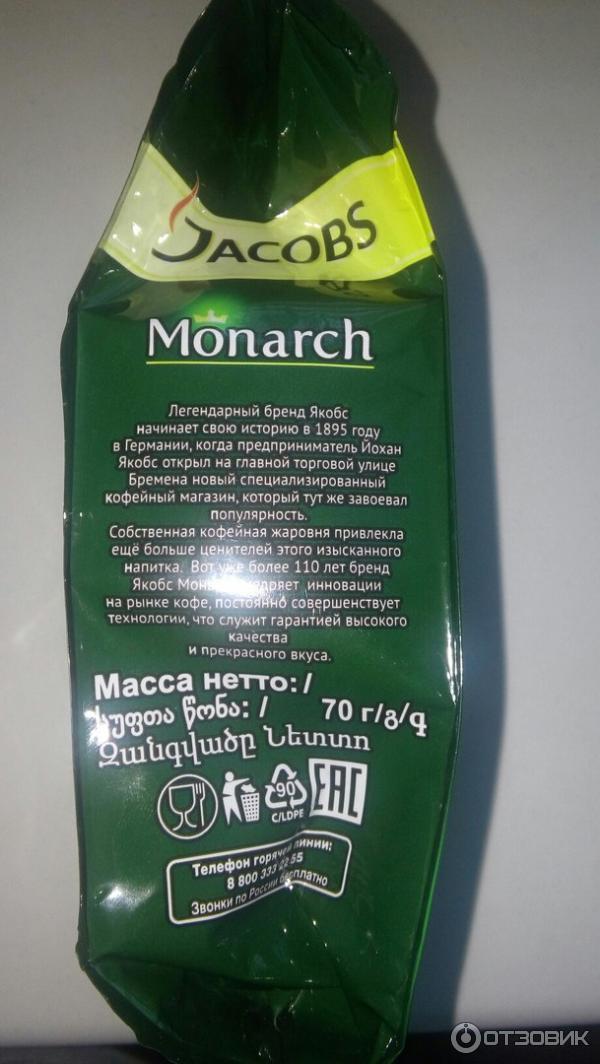 JACOBS
Monarch
Легендарный бренд Якобс
начинает свою историю в 1895 году
в Германии, когда предприниматель Йохан
Якобс открыл на главной торговой улице
Бремена новый специализированный
кофейный магазин, который тут же завоевал
популярность.
Собственная кофейная жаровня привлекла
ещё больше ценителей этого изысканного
напитка. Вот уже более 110 лет бренд
Якобс инновации
на рынке кофе, постоянно совершенствует
технологии, что служит гарантией высокого
качества
и прекрасного вкуса.
Масса нетто: /
სუფთა წონა: / 70 г/გ/գ
Զանգվածը Նետտո
90
C/LDPE
EAC
Телефон горячей линии:
8 800 333 22 55
Звонки по России бесплатно
ОТЗОВИК